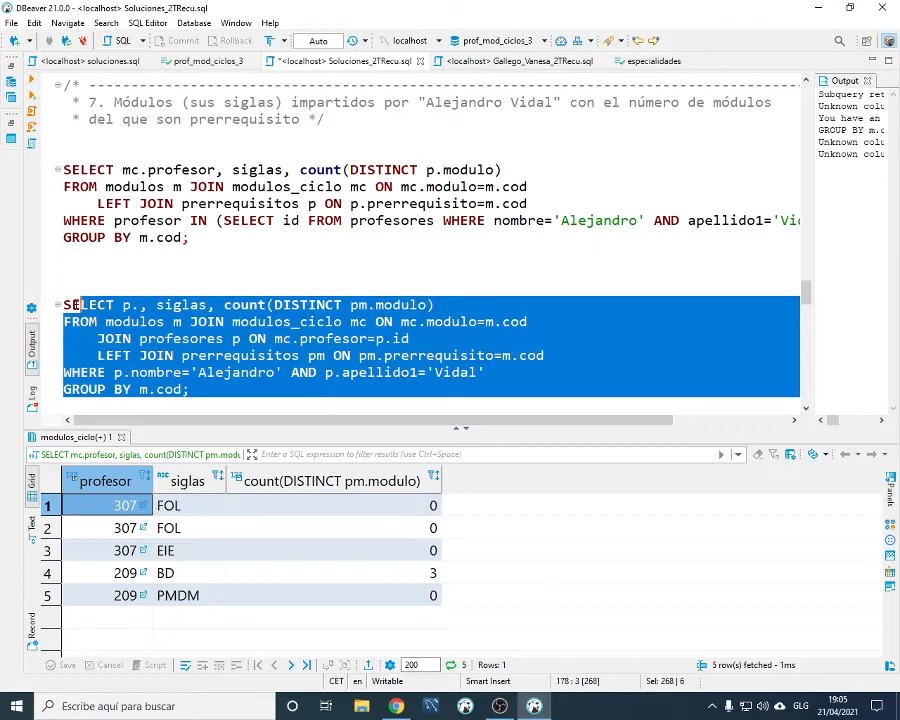 DBeaver 21.0.0 - <localhost> Soluciones_2TRecu.sql
File Edit Navigate Search SQL Editor Database Window Help
SQL Commit Rollback T Auto localhost prof_mod_ciclos_3
<localhost> soluciones.sql prof_mod_ciclos_3 *<localhost> Soluciones_2TRecu.sql <localhost> Gallego_Vanesa_2TRecu.sql especialidades
/* -----------------------------------------------------------------------------
* 7. Módulos (sus siglas) impartidos por "Alejandro Vidal" con el número de módulos
* del que son prerrequisito */
SELECT mc.profesor, siglas, count(DISTINCT p.modulo)
FROM modulos m JOIN modulos_ciclo mc ON mc.modulo=m.cod
LEFT JOIN prerrequisitos p ON p.prerrequisito=m.cod
WHERE profesor IN (SELECT id FROM profesores WHERE nombre='Alejandro' AND apellido1='Vi
GROUP BY m.cod;
SELECT p., siglas, count(DISTINCT pm.modulo)
FROM modulos m JOIN modulos_ciclo mc ON mc.modulo=m.cod
JOIN profesores p ON mc.profesor=p.id
LEFT JOIN prerrequisitos pm ON pm.prerrequisito=m.cod
WHERE p.nombre='Alejandro' AND p.apellido1='Vidal'
GROUP BY m.cod;
Output
Subquery ret
Unknown colu
You have an
GROUP BY m.c
Unknown colu
Unknown colu
Output
Log
modulos_ciclo(+) 1
SELECT mc.profesor, siglas, count(DISTINCT pm.modu Enter a SQL expression to filter results (use Ctrl+Space)
Grid
Text
Record
Panels
profesor siglas count(DISTINCT pm.modulo)
1 307 FOL 0
2 307 FOL 0
3 307 EIE 0
4 209 BD 3
5 209 PMDM 0
Save Cancel Script 200 5 Rows: 1 5 row(s) fetched - 1ms
CET en Writable Smart Insert 178 : 3 [268] Sel: 268 | 6
Escribe aquí para buscar
GLG
19:05
21/04/2021